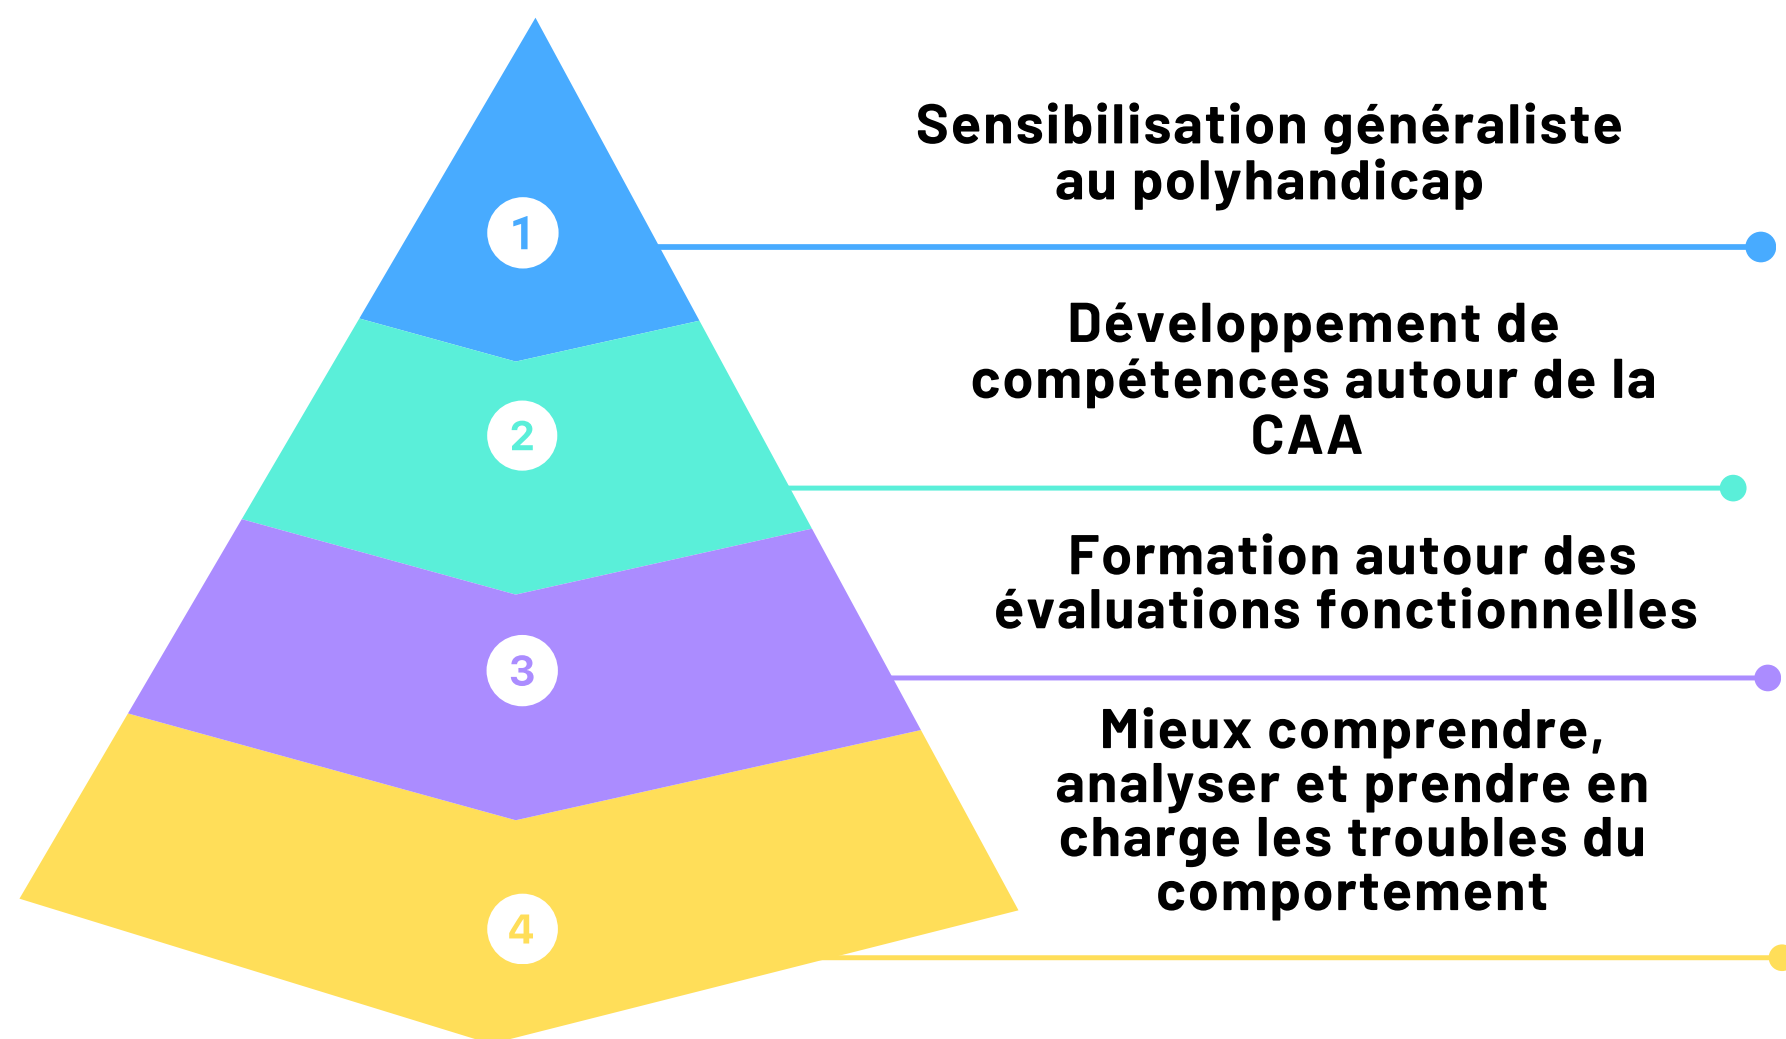 1
Sensibilisation généraliste
au polyhandicap
2
Développement de
compétences autour de la
CAA
3
Formation autour des
évaluations fonctionnelles
4
Mieux comprendre,
analyser et prendre en
charge les troubles du
comportement